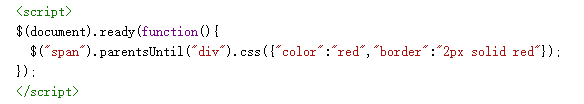 <script>
$(document).ready(function(){
  $("span").parentsUntil("div").css({"color":"red","border":"2px solid red"});
});
</script>